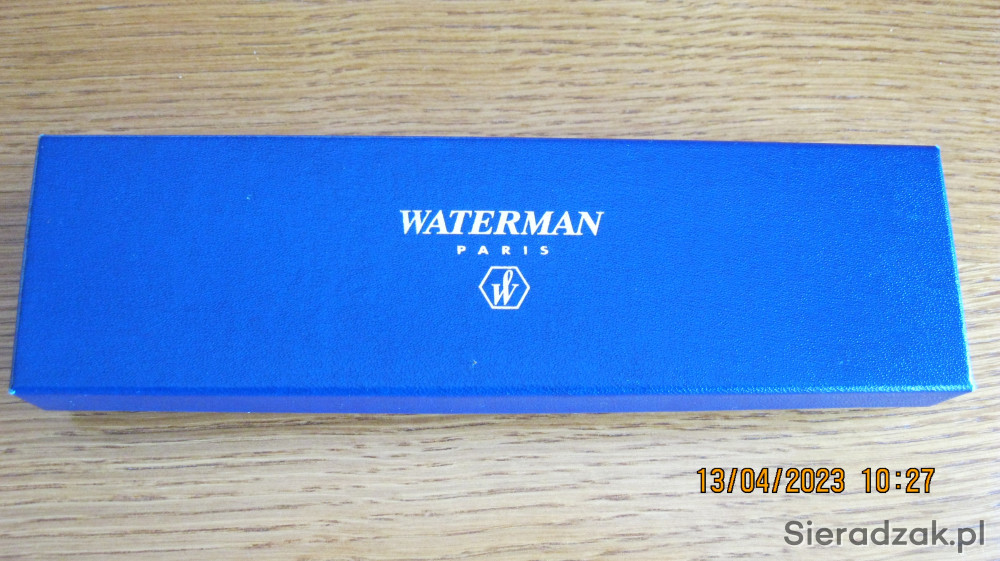 WATERMAN
PARIS
W
13/04/2023 10:27
Sieradzak.pl